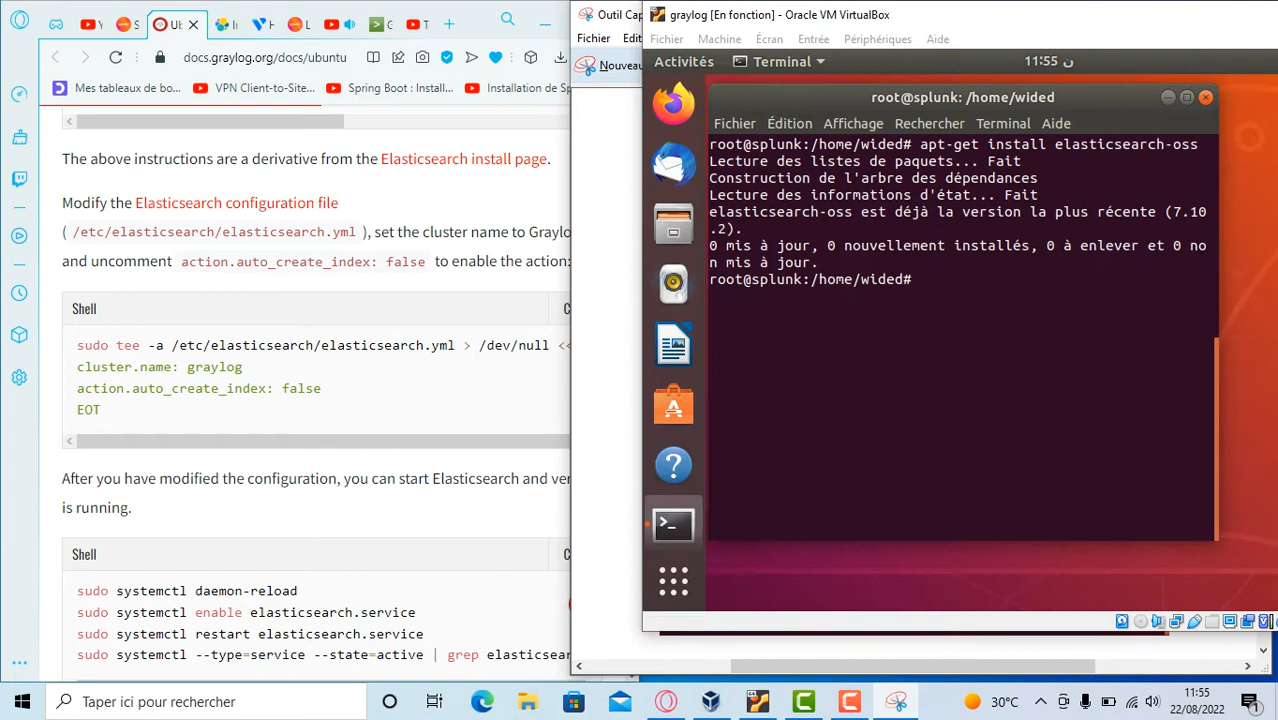 Y
S
Ub
In
F
L
C
T
docs.graylog.org/docs/ubuntu
Mes tableaux de bo...
VPN Client-to-Site...
Spring Boot : Install...
Installation de Sp
The above instructions are a derivative from the Elasticsearch install page.
Modify the Elasticsearch configuration file
( /etc/elasticsearch/elasticsearch.yml ), set the cluster name to Graylo
and uncomment action.auto_create_index: false to enable the action:
Shell
C
sudo tee -a /etc/elasticsearch/elasticsearch.yml > /dev/null <<
cluster.name: graylog
action.auto_create_index: false
EOT
After you have modified the configuration, you can start Elasticsearch and ver
is running.
Shell
C
sudo systemctl daemon-reload
sudo systemctl enable elasticsearch.service
sudo systemctl restart elasticsearch.service
sudo systemctl --type=service --state=active | grep elasticsear
Outil Cap
Fichier Edit
Nouveau
graylog [En fonction] - Oracle VM VirtualBox
Fichier Machine Écran Entrée Périphériques Aide
Activités Terminal 11:55 ن
root@splunk: /home/wided
Fichier Édition Affichage Rechercher Terminal Aide
root@splunk:/home/wided# apt-get install elasticsearch-oss
Lecture des listes de paquets... Fait
Construction de l'arbre des dépendances
Lecture des informations d'état... Fait
elasticsearch-oss est déjà la version la plus récente (7.10
.2).
0 mis à jour, 0 nouvellement installés, 0 à enlever et 0 no
n mis à jour.
root@splunk:/home/wided#
Taper ici pour rechercher
30°C
11:55
22/08/2022
1